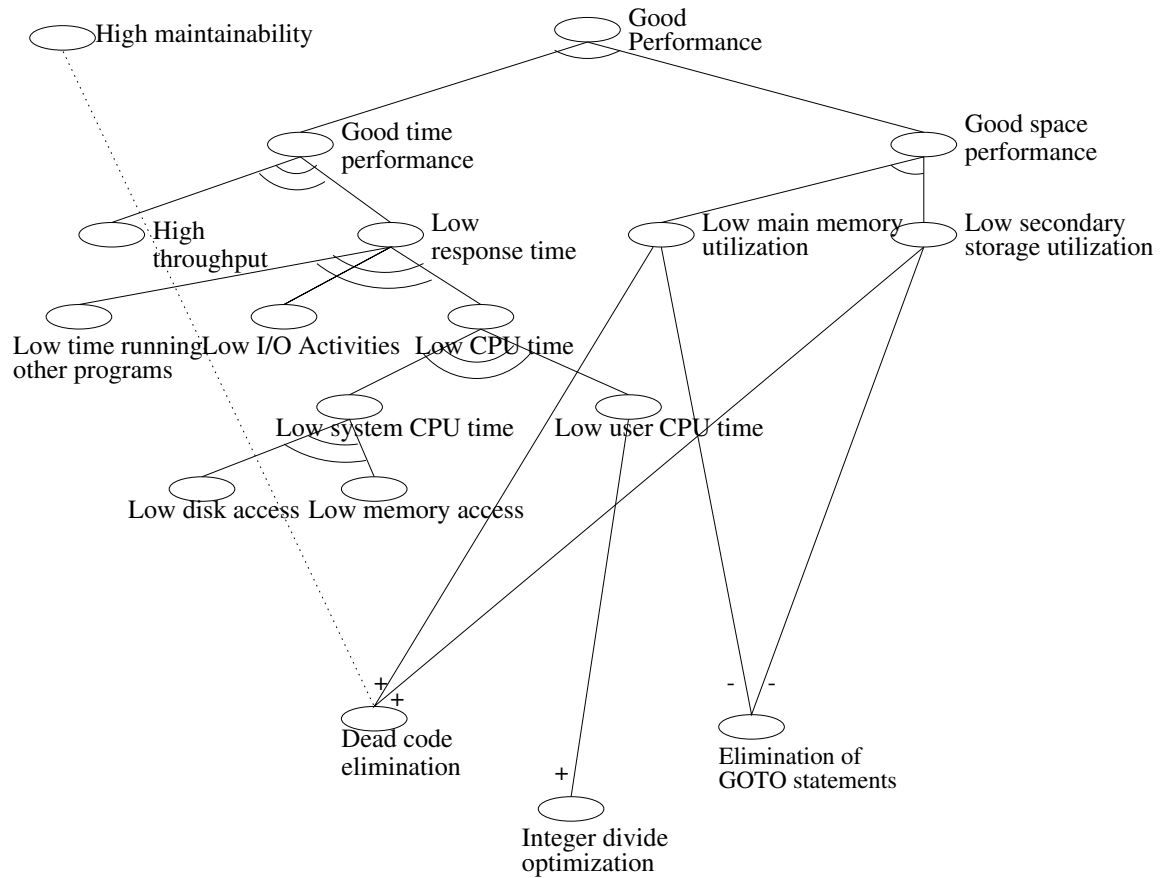 High maintainability
Good
Performance
Good time
performance
Good space
performance
High
throughput
Low
response time
Low main memory
utilization
Low secondary
storage utilization
Low time running
other programs
Low I/O Activities
Low CPU time
Low system CPU time
Low user CPU time
Low disk access
Low memory access
+
+
-
-
Dead code
elimination
Elimination of
GOTO statements
+
Integer divide
optimization